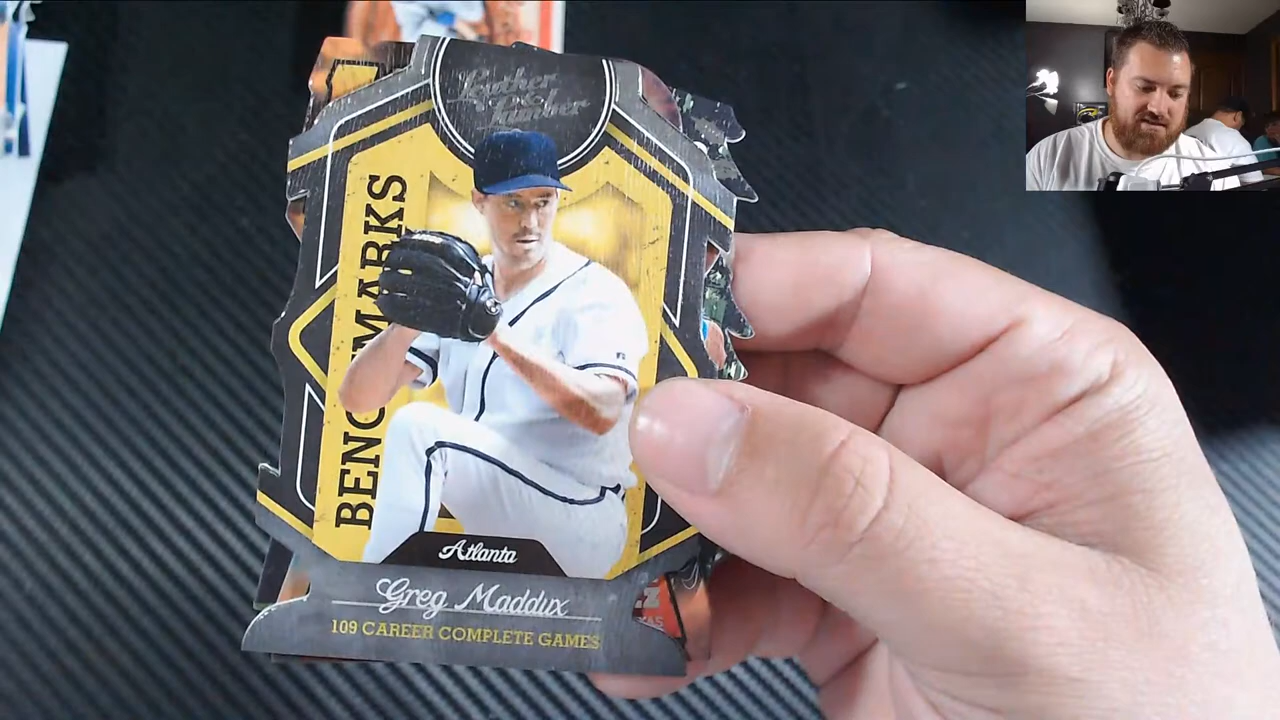 Leather
&
Lumber
BENCHMARKS
Atlanta
Greg Maddux
109 CAREER COMPLETE GAMES